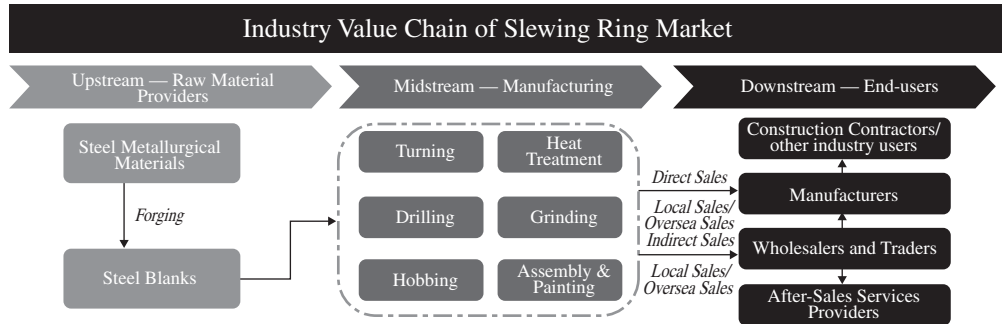 Industry Value Chain of Slewing Ring Market
Upstream — Raw Material
Providers
Midstream — Manufacturing
Downstream — End-users
Steel Metallurgical
Materials
Forging
Steel Blanks
Turning
Heat
Treatment
Drilling
Grinding
Hobbing
Assembly &
Painting
Direct Sales
Local Sales/
Oversea Sales
Indirect Sales
Local Sales/
Oversea Sales
Construction Contractors/
other industry users
Manufacturers
Wholesalers and Traders
After-Sales Services
Providers